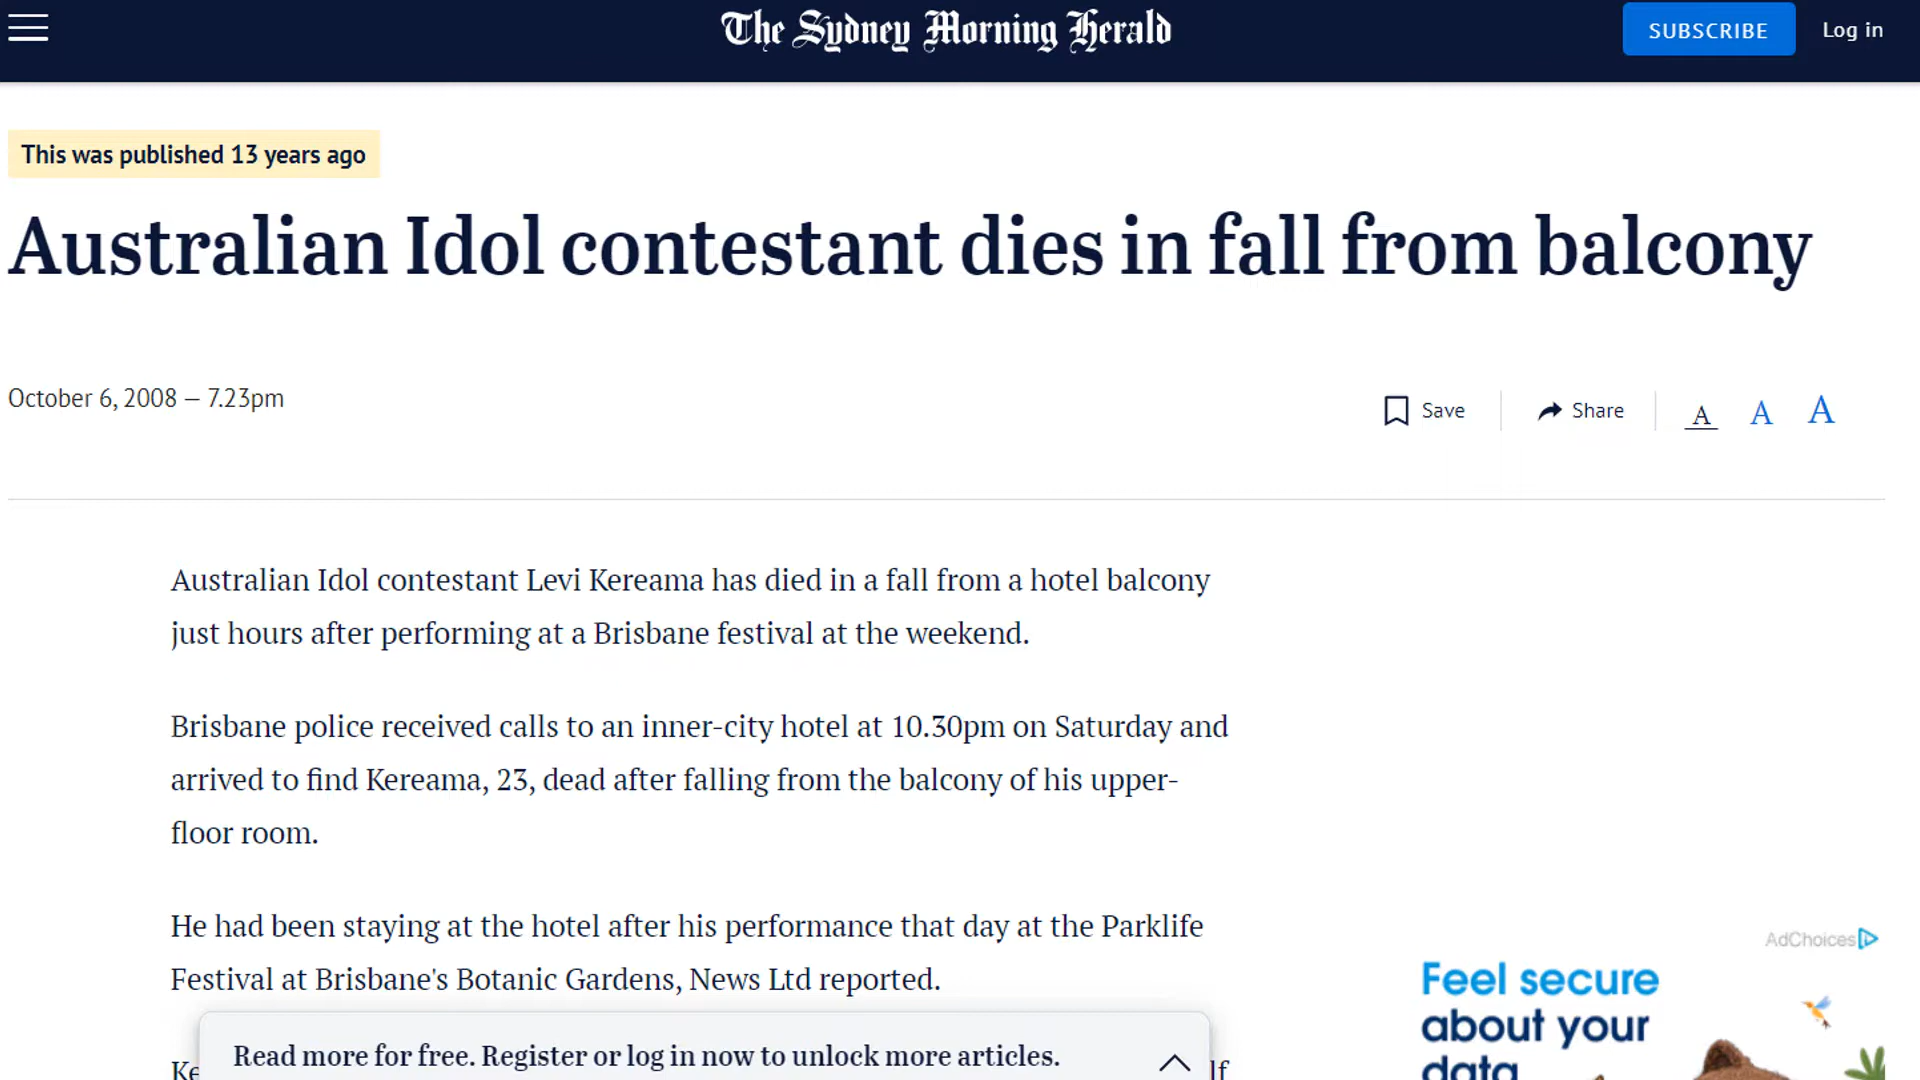 The Sydney Morning Herald
SUBSCRIBE
Log in
This was published 13 years ago
Australian Idol contestant dies in fall from balcony
October 6, 2008 — 7.23pm
Save
Share
A A A
Australian Idol contestant Levi Kereama has died in a fall from a hotel balcony
just hours after performing at a Brisbane festival at the weekend.
Brisbane police received calls to an inner-city hotel at 10.30pm on Saturday and
arrived to find Kereama, 23, dead after falling from the balcony of his upper-
floor room.
He had been staying at the hotel after his performance that day at the Parklife
Festival at Brisbane's Botanic Gardens, News Ltd reported.
Read more for free. Register or log in now to unlock more articles.
AdChoices
Feel secure
about your
data